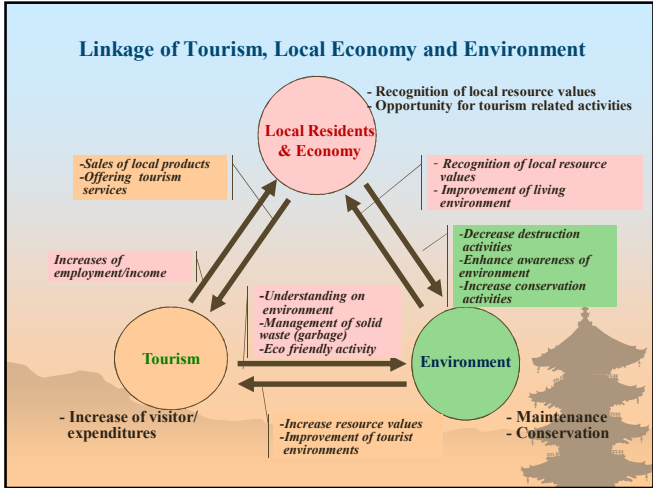 Linkage of Tourism, Local Economy and Environment
- Recognition of local resource values
- Opportunity for tourism related activities
Local Residents
& Economy
-Sales of local products
-Offering tourism
services
- Recognition of local resource
values
- Improvement of living
environment
-Decrease destruction
activities
-Enhance awareness of
environment
-Increase conservation
activities
Increases of
employment/income
-Understanding on
environment
-Management of solid
waste (garbage)
-Eco friendly activity
Tourism
Environment
- Increase of visitor/
expenditures
-Increase resource values
-Improvement of tourist
environments
- Maintenance
- Conservation